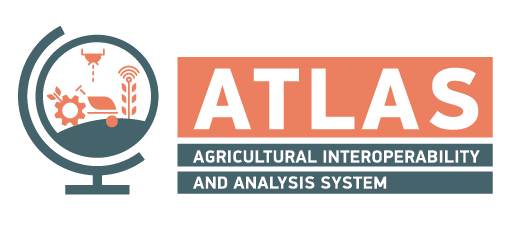 ATLAS
AGRICULTURAL INTEROPERABILITY
AND ANALYSIS SYSTEM